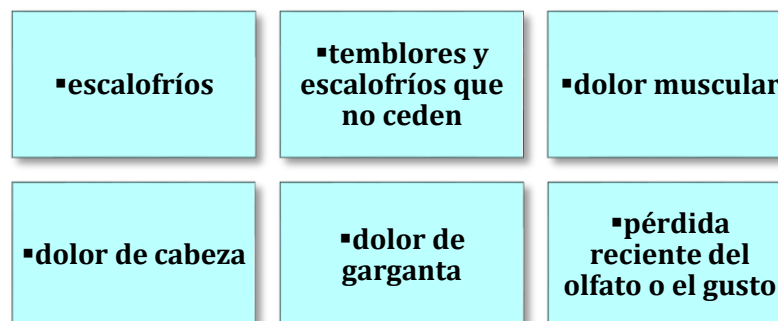 ▪escalofríos
▪temblores y
escalofríos que
no ceden
▪dolor muscular
▪dolor de cabeza
▪dolor de
garganta
▪pérdida
reciente del
olfato o el gusto